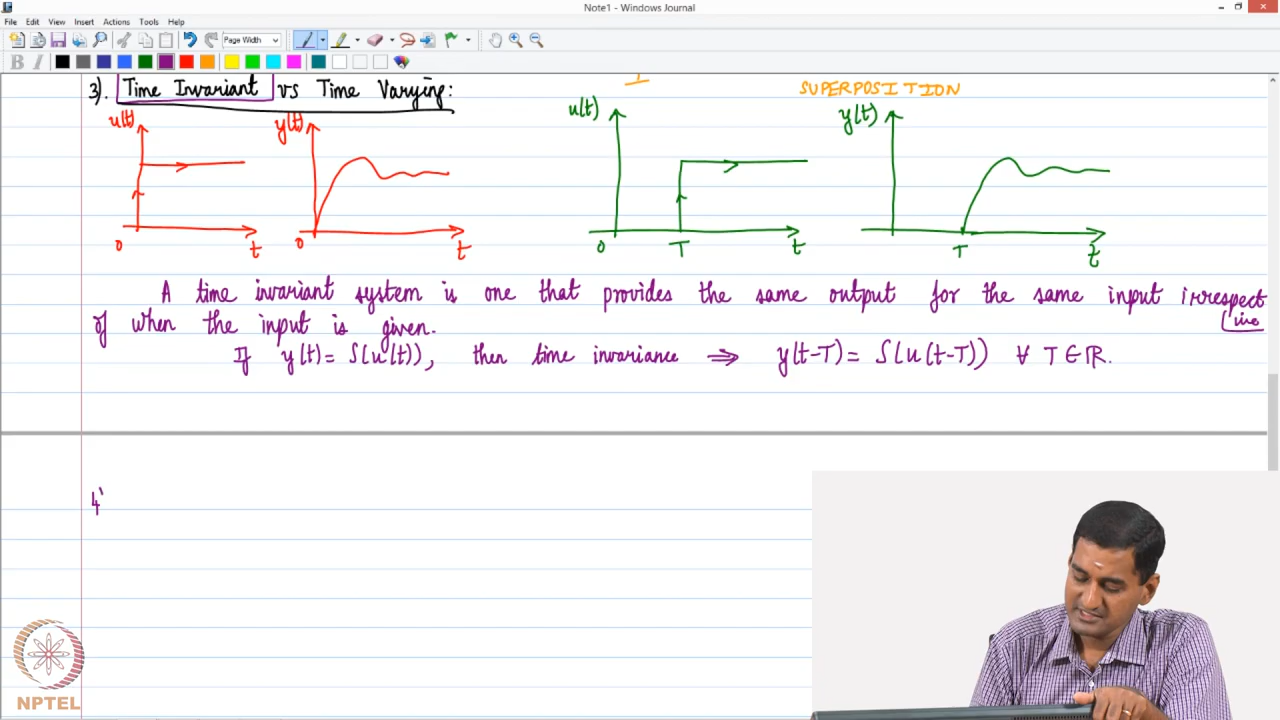 Note1 - Windows Journal
File Edit View Insert Actions Tools Help
Page Width
B I
3). Time Invariant vs Time Varying:
SUPERPOSITION
u(t) y(t) u(t) y(t)
0 t 0 t 0 T t T t
A time invariant system is one that provides the same output for the same input irrespect
ive
of when the input is given.
If y(t) = S(u(t)), then time invariance ⇒ y(t-T) = S(u(t-T)) ∀ T∈ℝ.
4
NPTEL